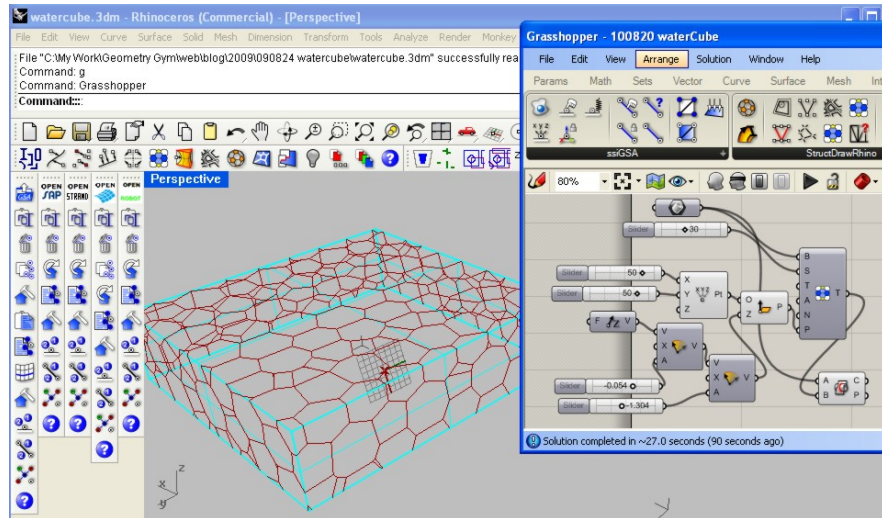 watercube.3dm - Rhinoceros (Commercial) - [Perspective]
File Edit View Curve Surface Solid Mesh Dimension Transform Tools Analyze Render Monkey
File "C:\My Work\Geometry Gym\web\blog\2009\090824 watercube\watercube.3dm" successfully rea
Command: g
Command: Grasshopper
Command:::
OPEN SAP OPEN STRAND OPEN OPEN ROBOT
Perspective
z
x
y
Grasshopper - 100820 waterCube
File Edit View Arrange Solution Window Help
Params Math Sets Vector Curve Surface Mesh Int
xyz
ssiGSA + StructDrawRhino
80%
Slider 30
B
S
T
A
N
P
T
Slider 50
Slider 50
X
Y
Z
XYZ
Pt
O
Z
P
F V
V
X
A
V
V
X
A
V
Slider -0.054
Slider -1.304
A
B
C
P
Solution completed in ~27.0 seconds (90 seconds ago)